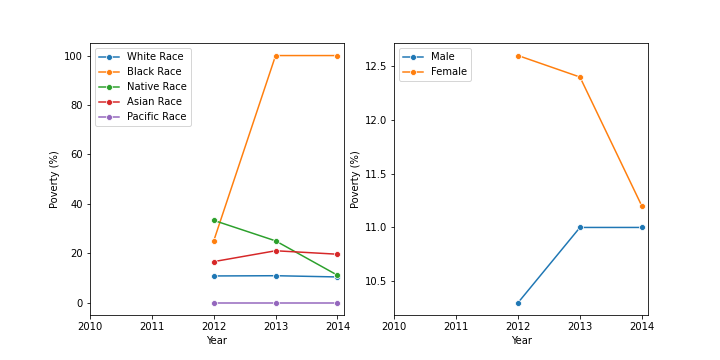 White Race
Black Race
Native Race
Asian Race
Pacific Race
100
80
60
40
20
0
Poverty (%)
2010 2011 2012 2013 2014
Year
Male
Female
12.5
12.0
11.5
11.0
10.5
Poverty (%)
2010 2011 2012 2013 2014
Year